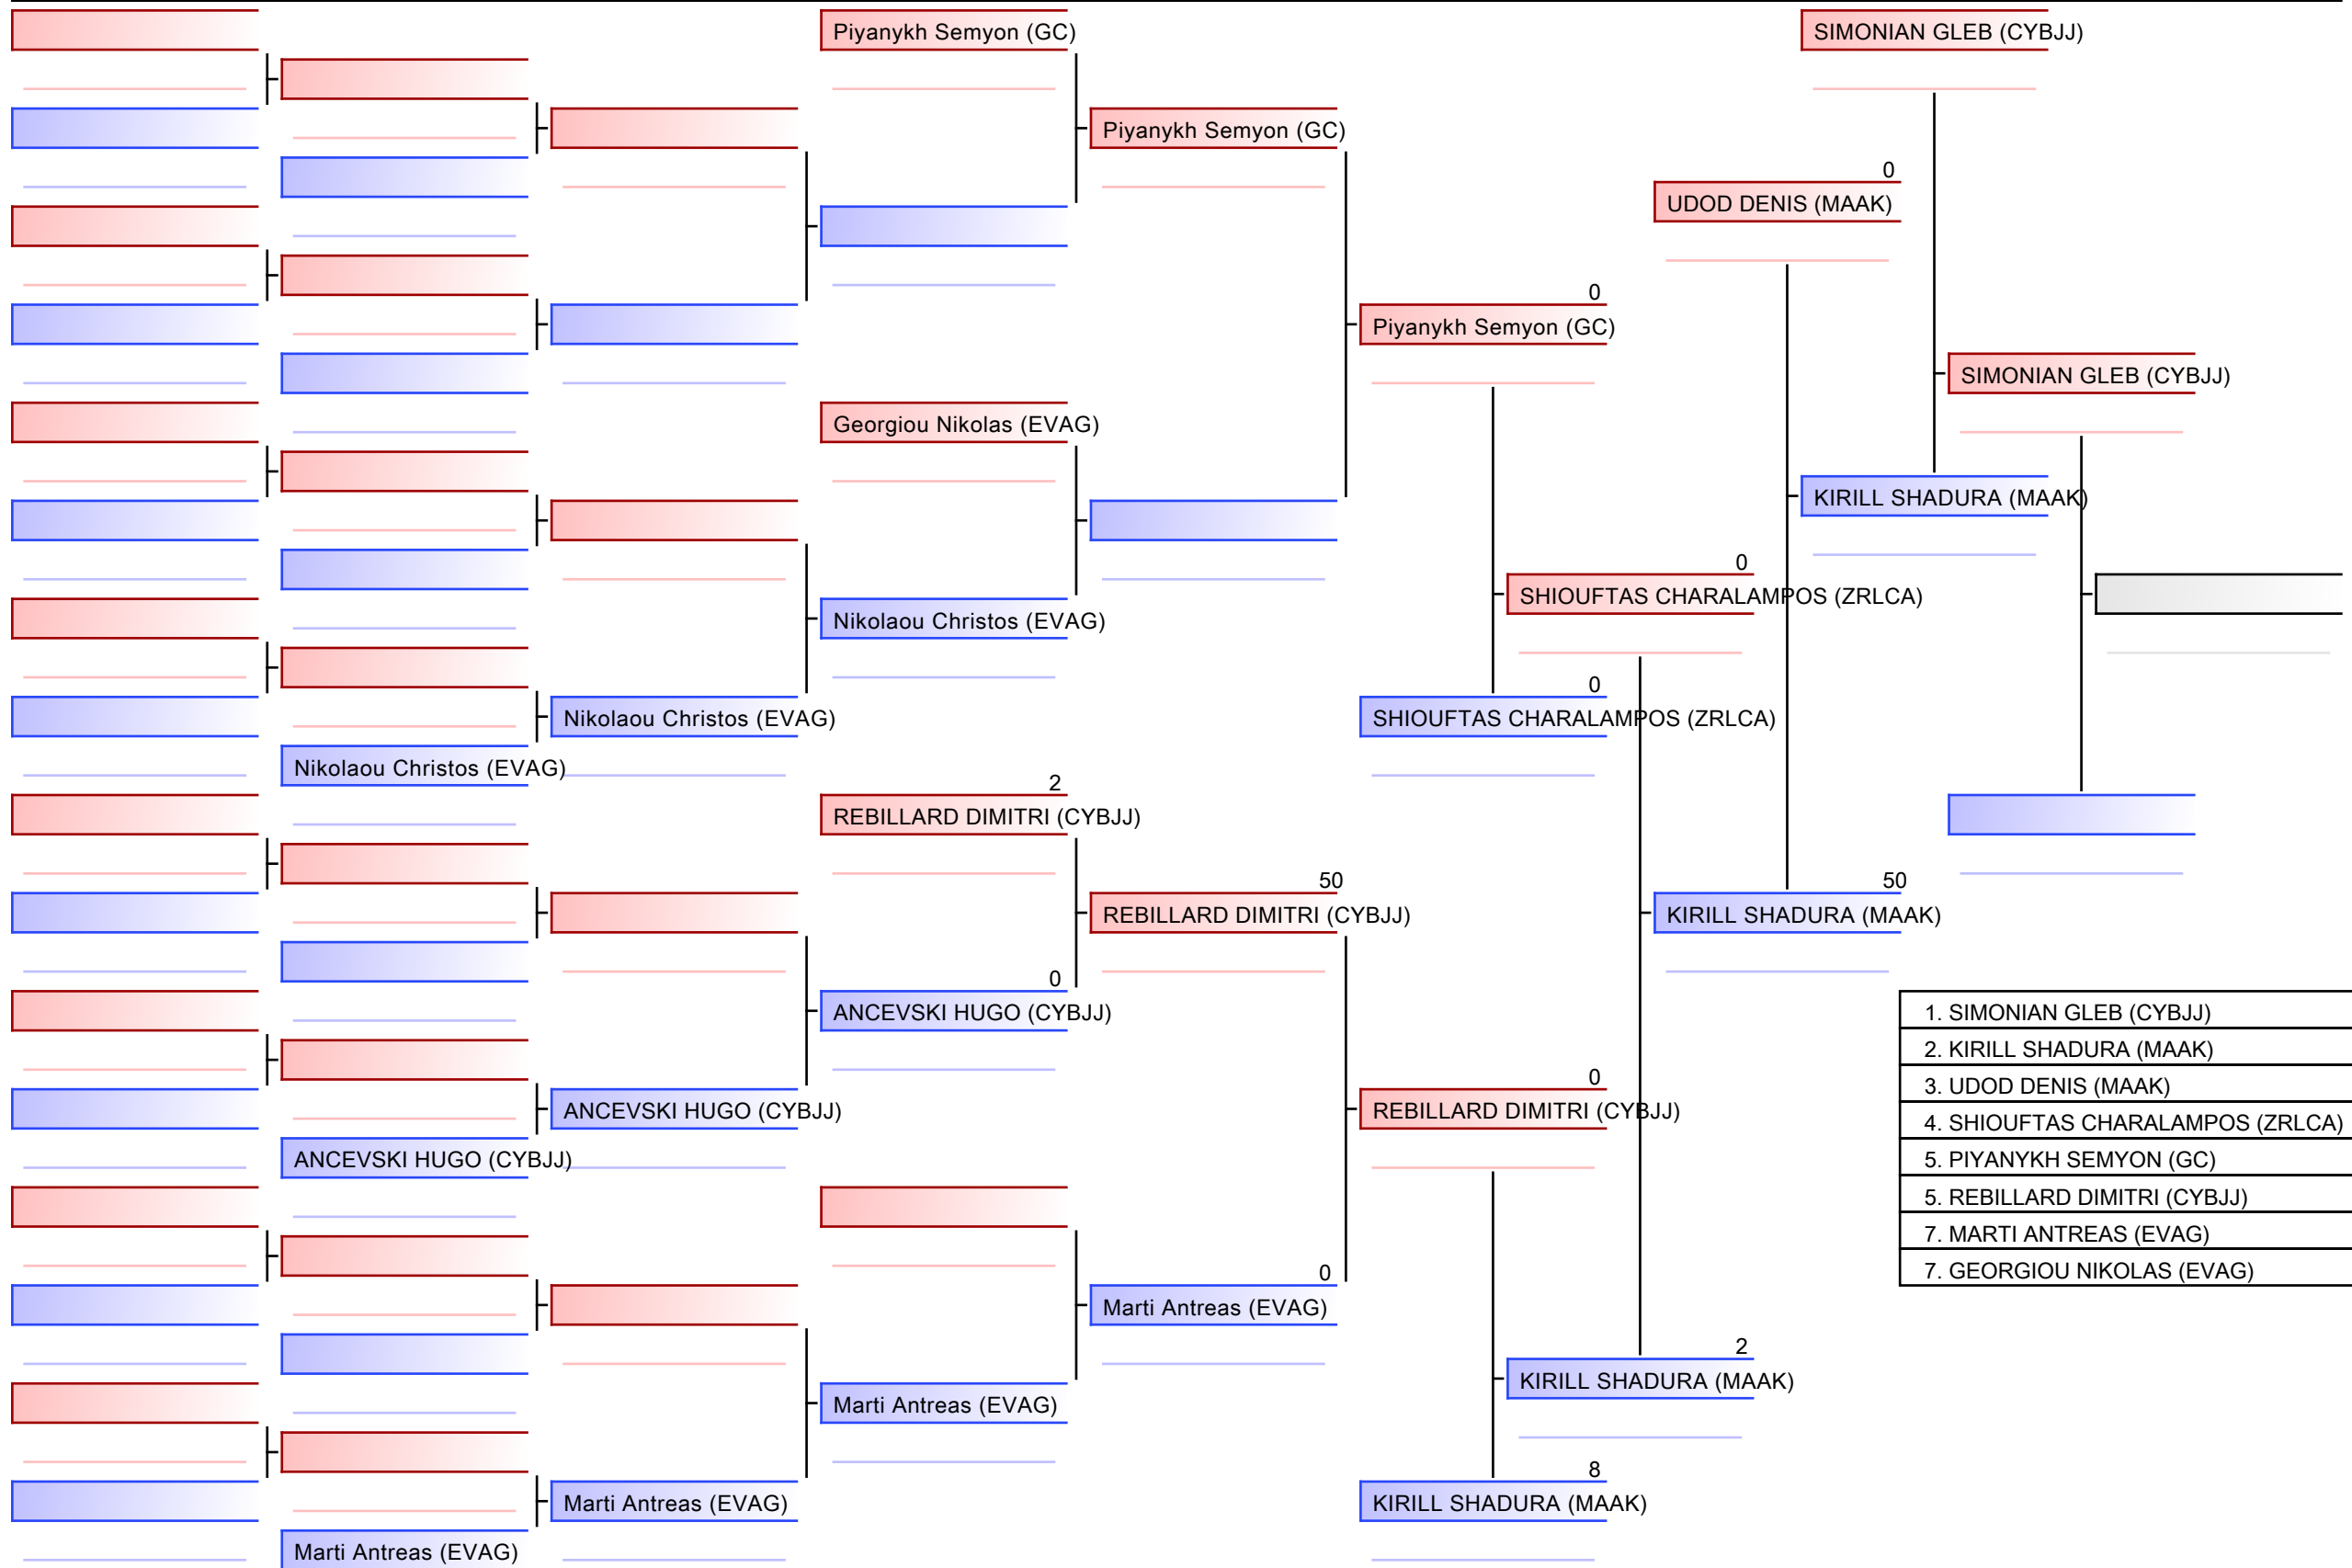 Piyanykh Semyon (GC)
SIMONIAN GLEB (CYBJJ)
Piyanykh Semyon (GC)
0
UDOD DENIS (MAAK)
0
Piyanykh Semyon (GC)
SIMONIAN GLEB (CYBJJ)
Georgiou Nikolas (EVAG)
KIRILL SHADURA (MAAK)
0
SHIOUFTAS CHARALAMPOS (ZRLCA)
Nikolaou Christos (EVAG)
0
Nikolaou Christos (EVAG)
SHIOUFTAS CHARALAMPOS (ZRLCA)
Nikolaou Christos (EVAG)
2
REBILLARD DIMITRI (CYBJJ)
50
50
REBILLARD DIMITRI (CYBJJ)
KIRILL SHADURA (MAAK)
0
ANCEVSKI HUGO (CYBJJ)
1. SIMONIAN GLEB (CYBJJ)
2. KIRILL SHADURA (MAAK)
3. UDOD DENIS (MAAK)
4. SHIOUFTAS CHARALAMPOS (ZRLCA)
5. PIYANYKH SEMYON (GC)
5. REBILLARD DIMITRI (CYBJJ)
7. MARTI ANTREAS (EVAG)
7. GEORGIOU NIKOLAS (EVAG)
0
ANCEVSKI HUGO (CYBJJ)
REBILLARD DIMITRI (CYBJJ)
ANCEVSKI HUGO (CYBJJ)
0
Marti Antreas (EVAG)
2
KIRILL SHADURA (MAAK)
Marti Antreas (EVAG)
8
Marti Antreas (EVAG)
KIRILL SHADURA (MAAK)
Marti Antreas (EVAG)